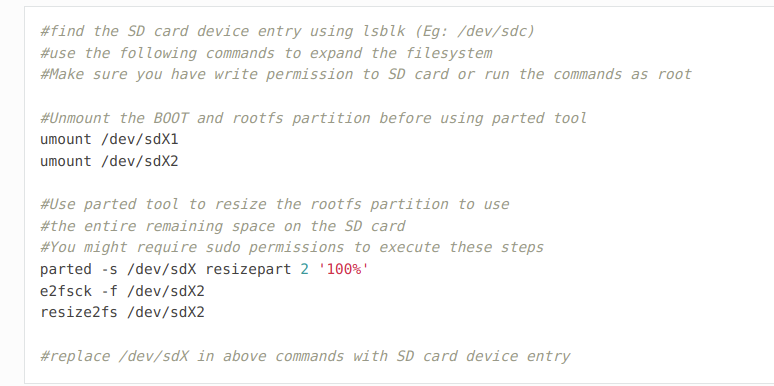 #find the SD card device entry using lsblk (Eg: /dev/sdc)
#use the following commands to expand the filesystem
#Make sure you have write permission to SD card or run the commands as root
#Unmount the BOOT and rootfs partition before using parted tool
umount /dev/sdX1
umount /dev/sdX2
#Use parted tool to resize the rootfs partition to use
#the entire remaining space on the SD card
#You might require sudo permissions to execute these steps
parted -s /dev/sdX resizepart 2 '100%'
e2fsck -f /dev/sdX2
resize2fs /dev/sdX2
#replace /dev/sdX in above commands with SD card device entry